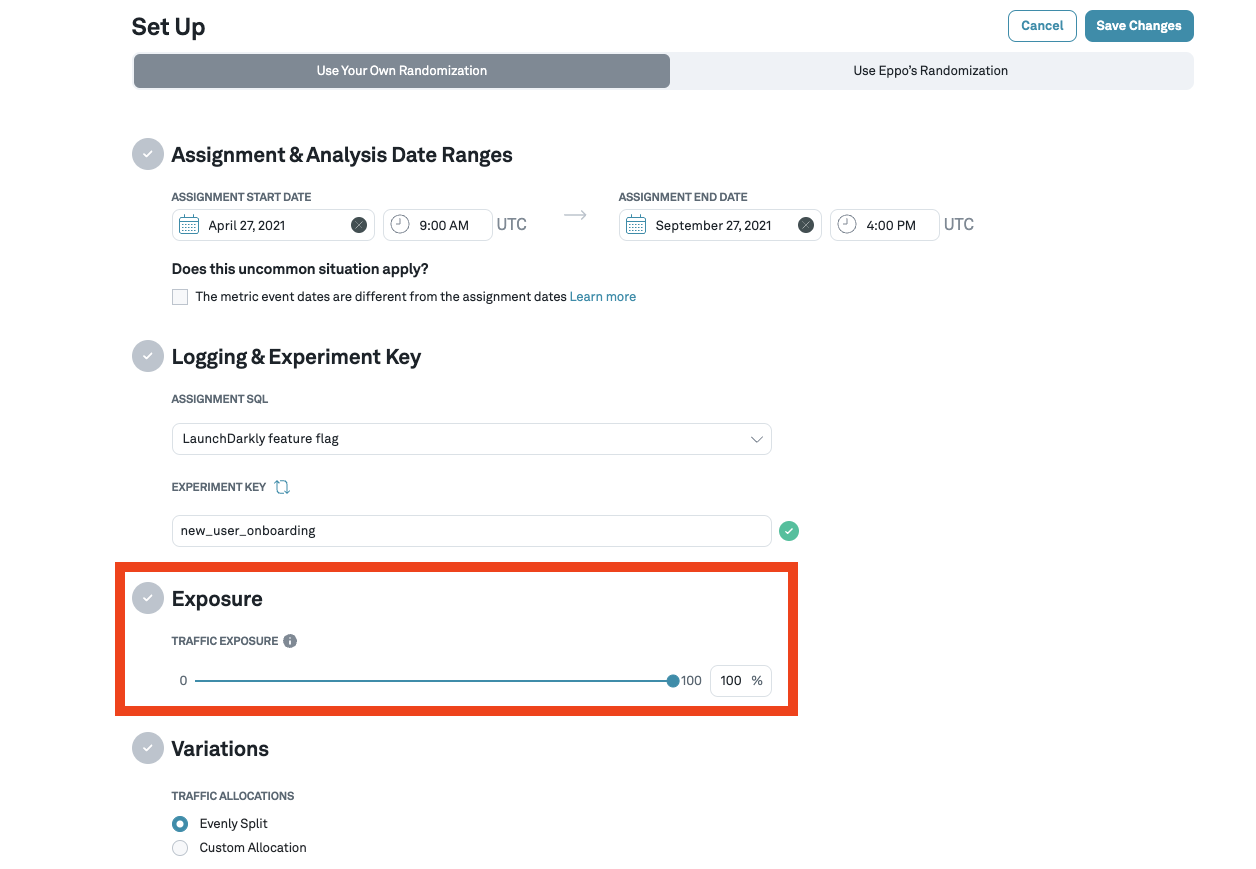 Set Up
Cancel
Save Changes
Use Your Own Randomization
Use Eppo's Randomization
Assignment & Analysis Date Ranges
ASSIGNMENT START DATE
ASSIGNMENT END DATE
April 27, 2021
9:00 AM
UTC
September 27, 2021
4:00 PM
UTC
Does this uncommon situation apply?
The metric event dates are different from the assignment dates Learn more
Logging & Experiment Key
ASSIGNMENT SQL
LaunchDarkly feature flag
EXPERIMENT KEY
new_user_onboarding
Exposure
TRAFFIC EXPOSURE
0
100
100 %
Variations
TRAFFIC ALLOCATIONS
Evenly Split
Custom Allocation